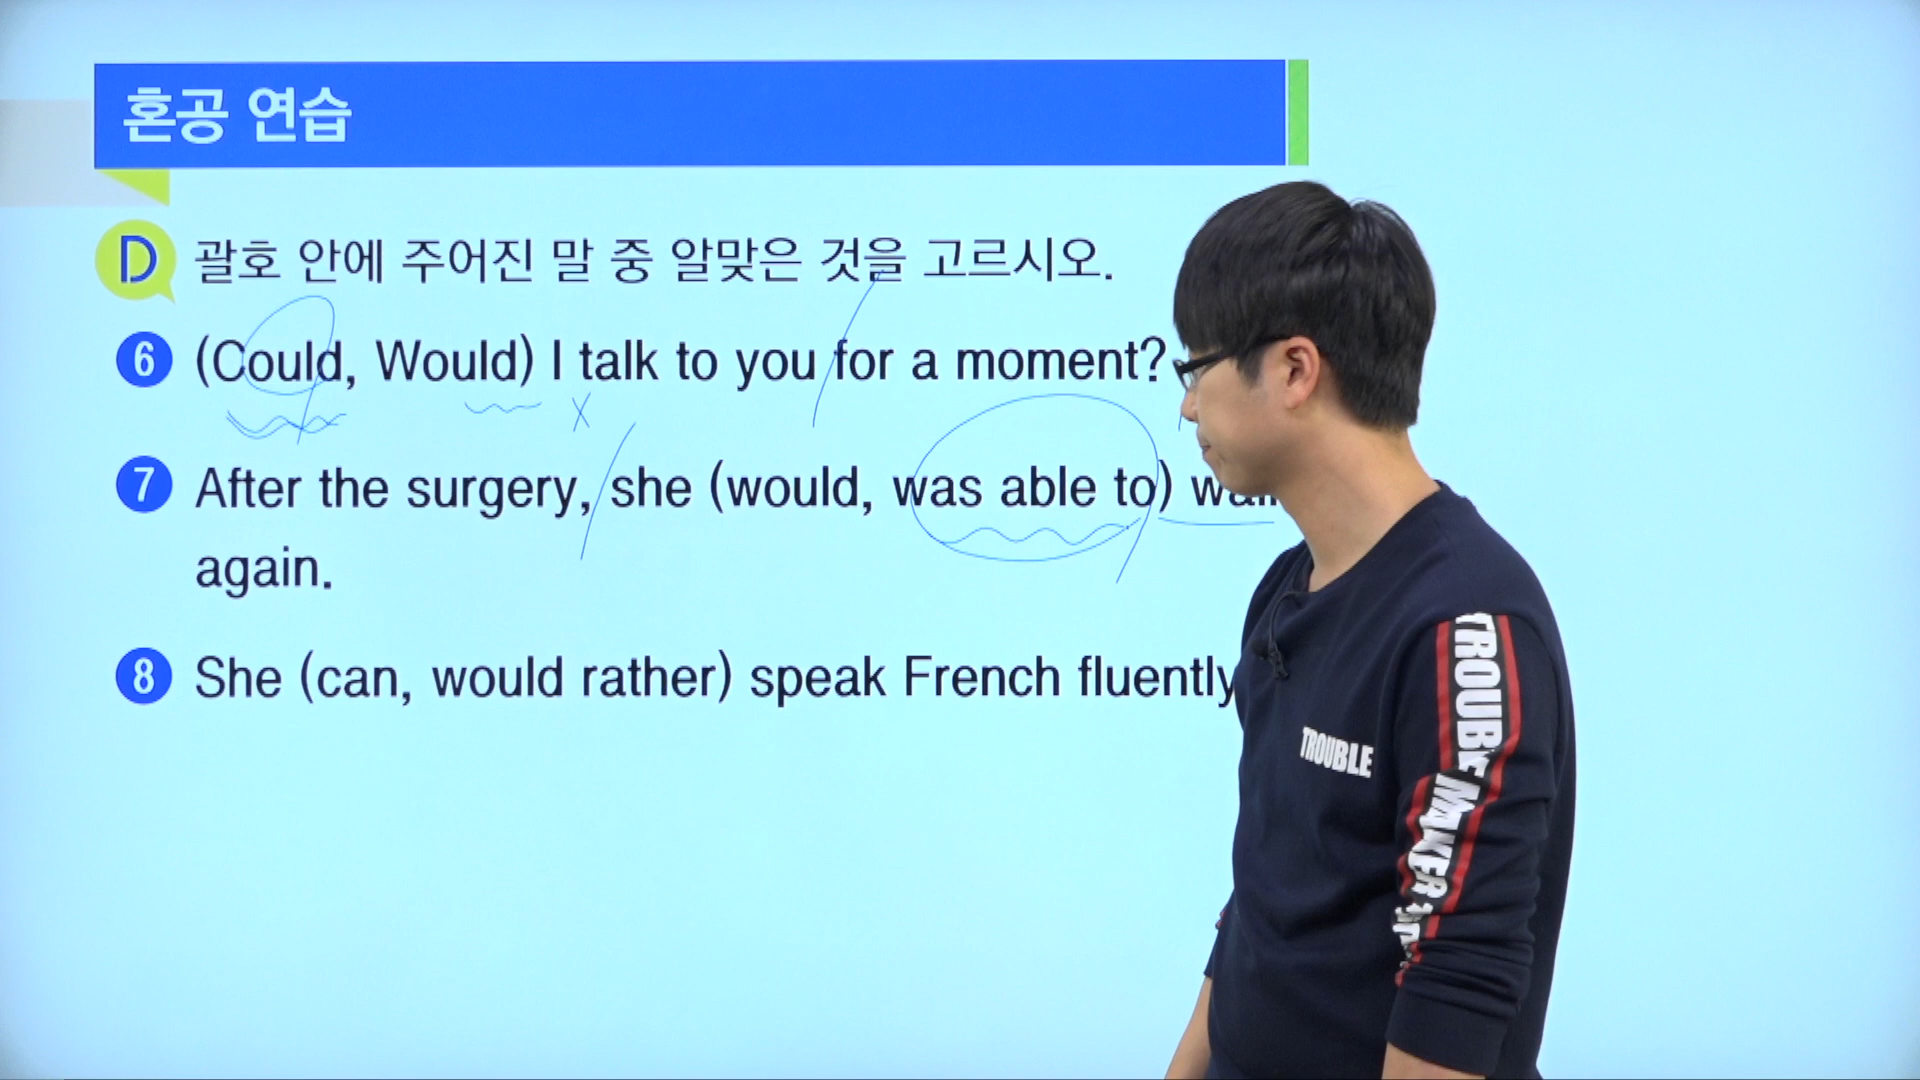 혼공 연습
D 괄호 안에 주어진 말 중 알맞은 것을 고르시오.
6 (Could, Would) I talk to you for a moment?
7 After the surgery, she (would, was able to)
again.
8 She (can, would rather) speak French fluently
TROUBLE
TROUBLE MAKER